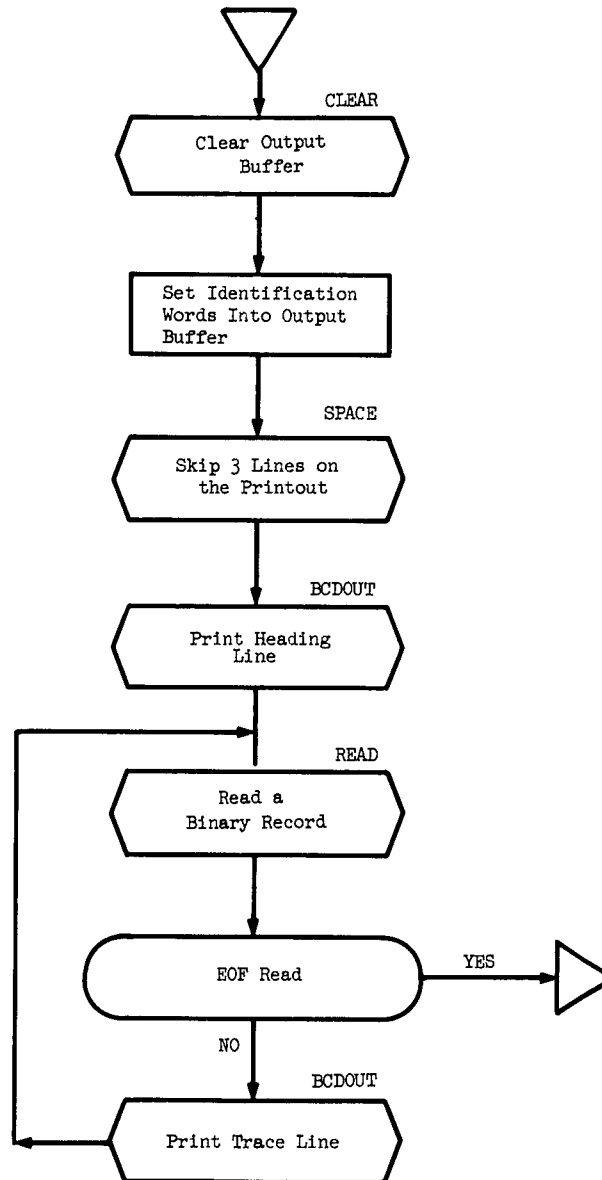 CLEAR
Clear Output
Buffer
Set Identification
Words Into Output
Buffer
SPACE
Skip 3 Lines on
the Printout
BCDOUT
Print Heading
Line
READ
Read a
Binary Record
EOF Read
YES
NO
BCDOUT
Print Trace Line